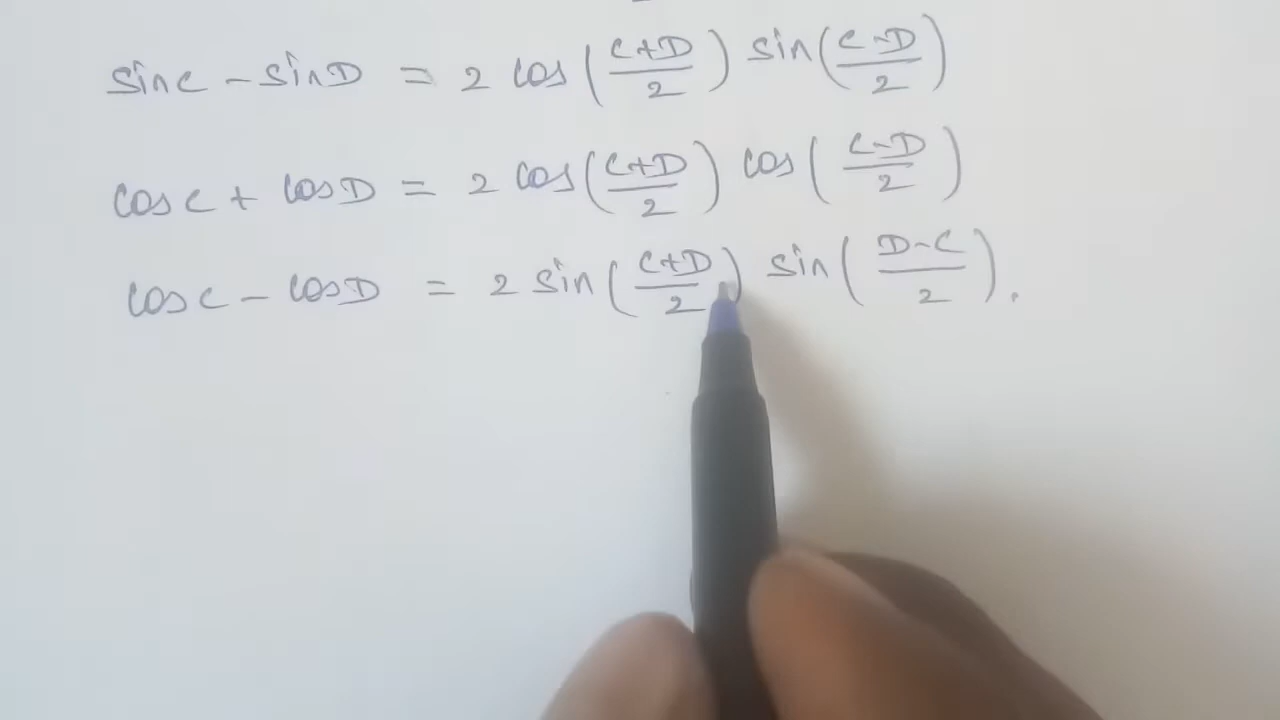 sinC - sinD = 2 cos((C+D)/2) sin((C-D)/2)
cosC + cosD = 2 cos((C+D)/2) cos((C-D)/2)
cosC - cosD = 2 sin((C+D)/2) sin((D-C)/2).